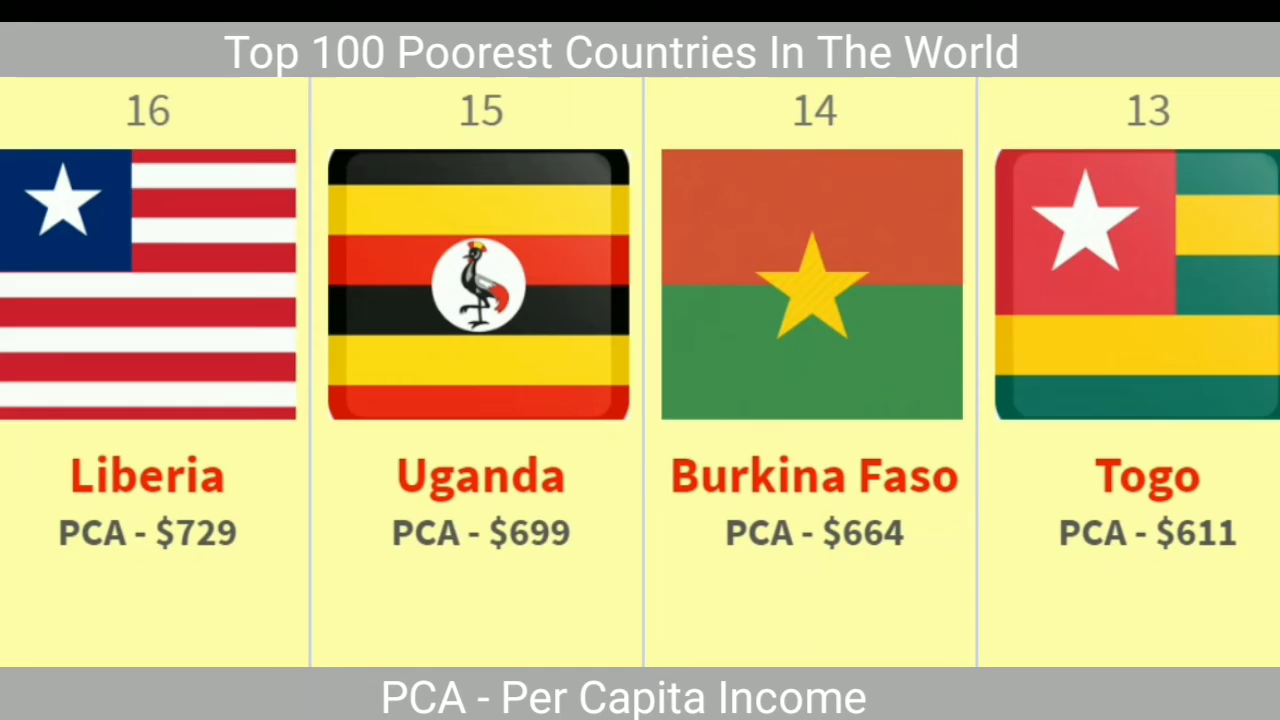 Top 100 Poorest Countries In The World
16
15
14
13
Liberia
Uganda
Burkina Faso
Togo
PCA - $729
PCA - $699
PCA - $664
PCA - $611
PCA - Per Capita Income